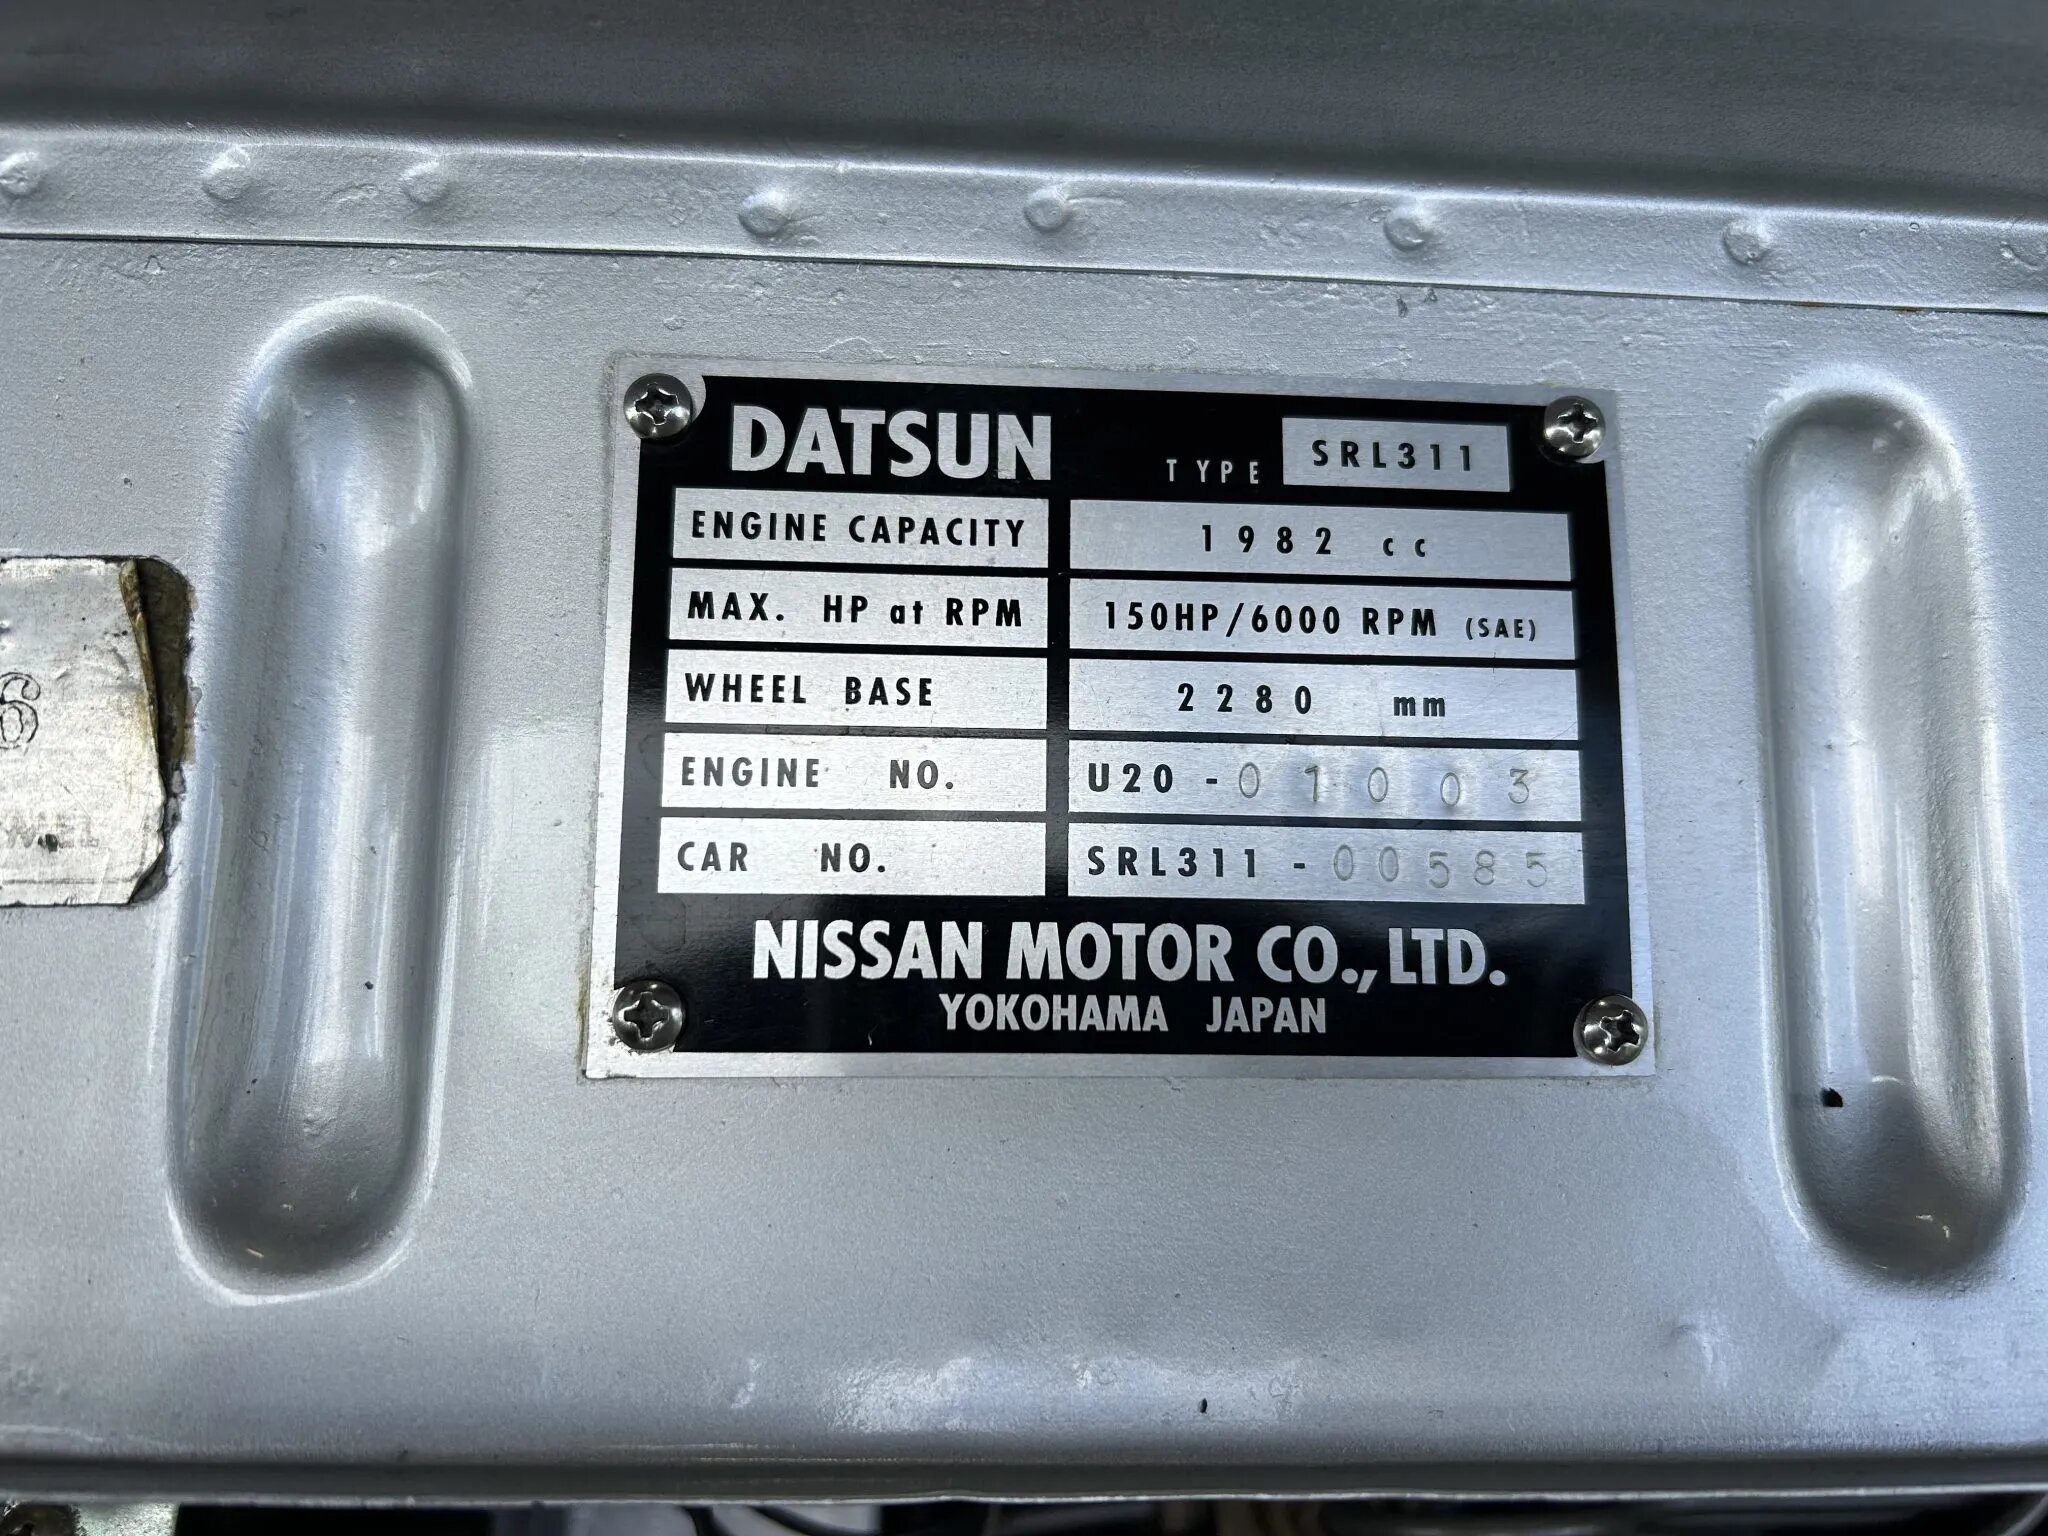 DATSUN TYPE SRL311
ENGINE CAPACITY 1982 cc
MAX. HP at RPM 150HP/6000 RPM (SAE)
WHEEL BASE 2280 mm
ENGINE NO. U20-01003
CAR NO. SRL311-00585
NISSAN MOTOR CO., LTD.
YOKOHAMA JAPAN
6